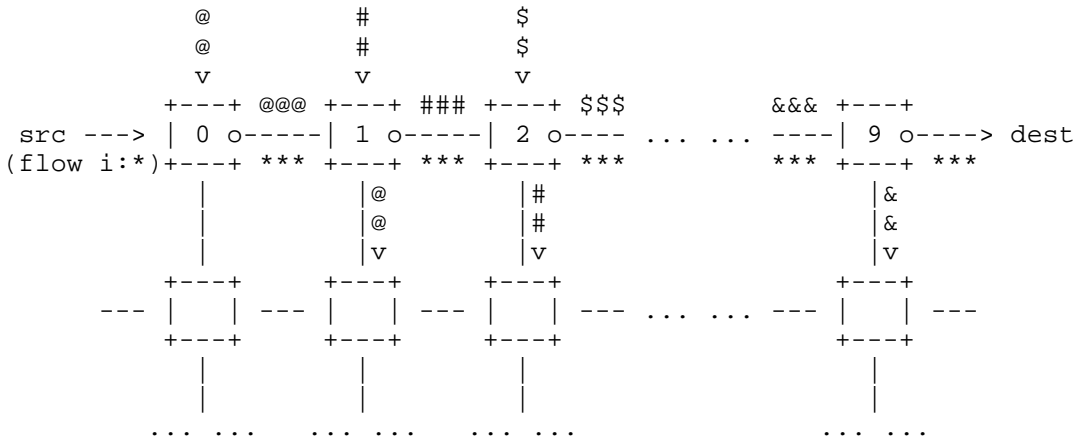 @         #         $
              @         #         $
              v         v         v
            +---+ @@@ +---+ ### +---+ $$$         &&& +---+
   src ---> | 0 o-----| 1 o-----| 2 o---- ... ... ----| 9 o----> dest
  (flow i:*)+---+ *** +---+ *** +---+ ***         *** +---+ ***
              |         |@        |#                    |&
              |         |@        |#                    |&
              |         |v        |v                    |v
            +---+     +---+     +---+                 +---+
        --- |   | --- |   | --- |   | --- ... ... --- |   | ---
            +---+     +---+     +---+                 +---+
              |         |         |                     |
              |         |         |                     |
           ... ...   ... ...   ... ...               ... ...